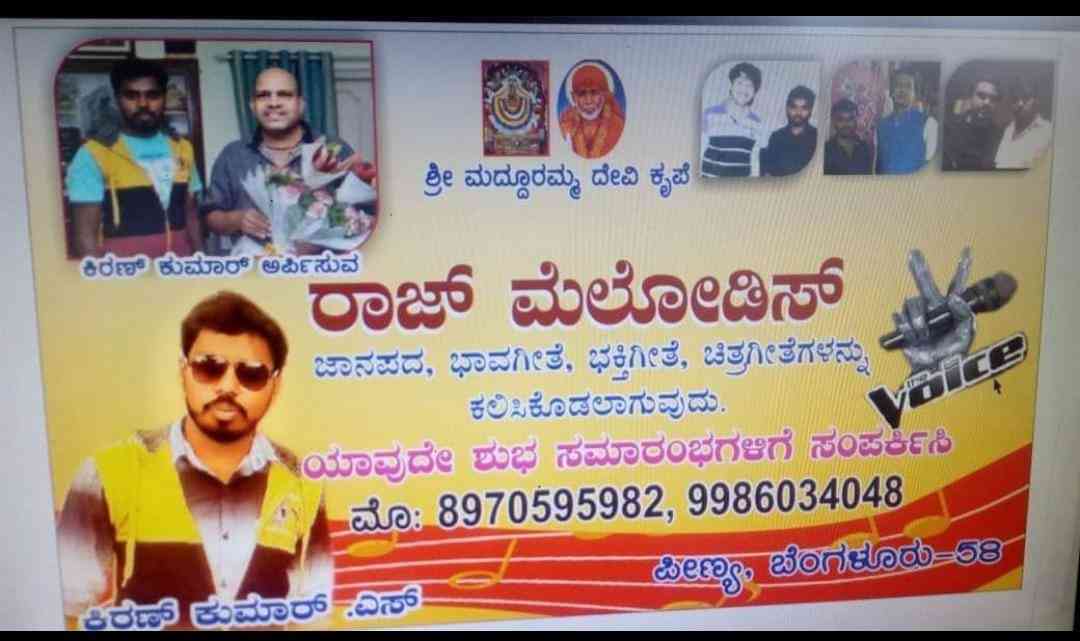 ಶ್ರೀ ಮದ್ದೂರಮ್ಮ ದೇವಿ ಕೃಪೆ
ಕಿರಣ್ ಕುಮಾರ್ ಅರ್ಪಿಸುವ
ರಾಜ್ ಮೆಲೋಡಿಸ್
ಜಾನಪದ, ಭಾವಗೀತೆ, ಭಕ್ತಿಗೀತೆ, ಚಿತ್ರಗೀತೆಗಳನ್ನು
ಕಲಿಸಿಕೊಡಲಾಗುವುದು.
THE
Voice
ಯಾವುದೇ ಶುಭ ಸಮಾರಂಭಗಳಿಗೆ ಸಂಪರ್ಕಿಸಿ
ಮೊ: 8970595982, 9986034048
ಪೀಣ್ಯ, ಬೆಂಗಳೂರು-58
ಕಿರಣ್ ಕುಮಾರ್ .ಎಸ್